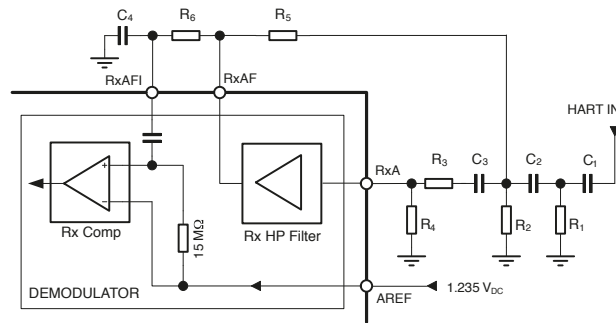 C4
R6
R5
RxAFI
RxAF
HART IN
+
−
Rx Comp
15 MΩ
Rx HP Filter
RxA
R3
C3
C2
C1
R4
R2
R1
DEMODULATOR
AREF
1.235 VDC